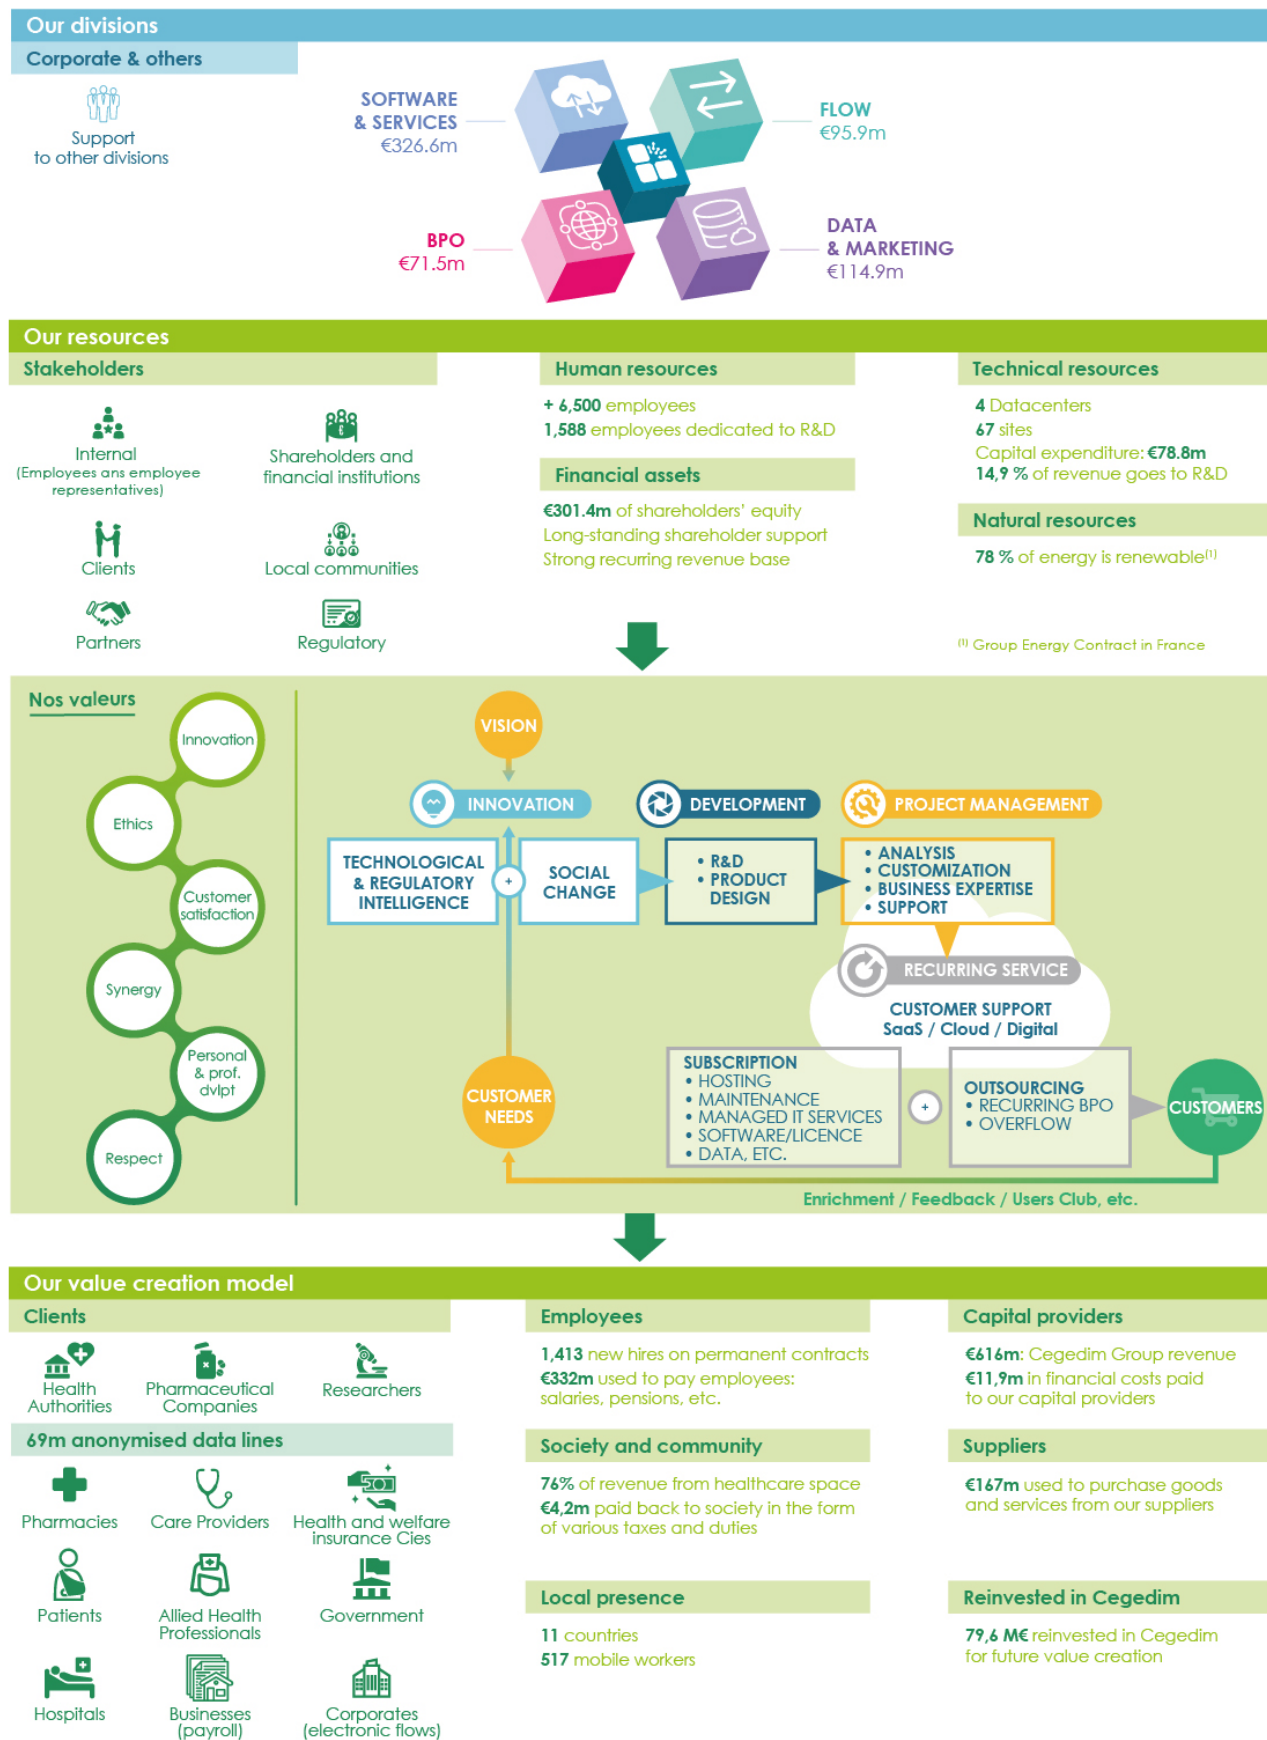 Our divisions
Corporate & others
Support
to other divisions
SOFTWARE
& SERVICES
€326.6m
FLOW
€95.9m
BPO
€71.5m
DATA
& MARKETING
€114.9m
Our resources
Stakeholders
Internal
(Employees ans employee
representatives)
Shareholders and
financial institutions
Clients
Local communities
Partners
Regulatory
Human resources
+ 6,500 employees
1,588 employees dedicated to R&D
Financial assets
€301.4m of shareholders' equity
Long-standing shareholder support
Strong recurring revenue base
Technical resources
4 Datacenters
67 sites
Capital expenditure: €78.8m
14,9 % of revenue goes to R&D
Natural resources
78 % of energy is renewable(1)
(1) Group Energy Contract in France
Nos valeurs
Innovation
Ethics
Customer
satisfaction
Synergy
Personal
& prof.
dvlpt
Respect
VISION
INNOVATION
DEVELOPMENT
PROJECT MANAGEMENT
TECHNOLOGICAL
& REGULATORY
INTELLIGENCE
+
SOCIAL
CHANGE
• R&D
• PRODUCT
DESIGN
• ANALYSIS
• CUSTOMIZATION
• BUSINESS EXPERTISE
• SUPPORT
RECURRING SERVICE
CUSTOMER SUPPORT
SaaS / Cloud / Digital
CUSTOMER
NEEDS
SUBSCRIPTION
• HOSTING
• MAINTENANCE
• MANAGED IT SERVICES
• SOFTWARE/LICENCE
• DATA, ETC.
+
OUTSOURCING
• RECURRING BPO
• OVERFLOW
CUSTOMERS
Enrichment / Feedback / Users Club, etc.
Our value creation model
Clients
Health
Authorities
Pharmaceutical
Companies
Researchers
69m anonymised data lines
Pharmacies
Care Providers
Health and welfare
insurance Cies
Patients
Allied Health
Professionals
Government
Hospitals
Businesses
(payroll)
Corporates
(electronic flows)
Employees
1,413 new hires on permanent contracts
€332m used to pay employees:
salaries, pensions, etc.
Society and community
76% of revenue from healthcare space
€4,2m paid back to society in the form
of various taxes and duties
Local presence
11 countries
517 mobile workers
Capital providers
€616m: Cegedim Group revenue
€11,9m in financial costs paid
to our capital providers
Suppliers
€167m used to purchase goods
and services from our suppliers
Reinvested in Cegedim
79,6 M€ reinvested in Cegedim
for future value creation